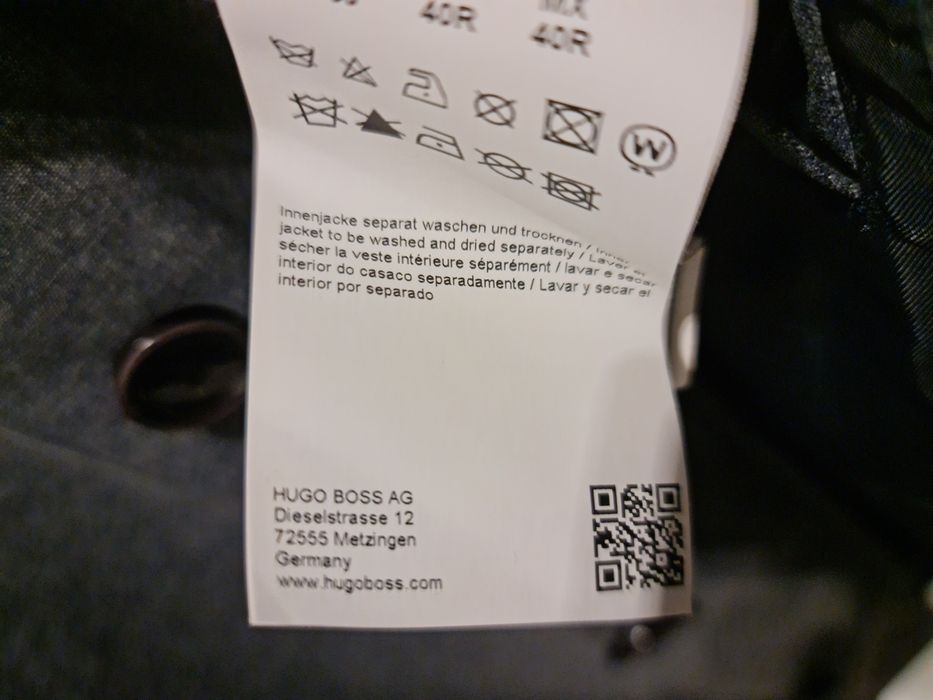 40R
MX
40R
W
Innenjacke separat waschen und trocknen / Inner
jacket to be washed and dried separately / Laver et
sécher la veste intérieure séparément / lavar e secar
interior do casaco separadamente / Lavar y secar el
interior por separado
HUGO BOSS AG
Dieselstrasse 12
72555 Metzingen
Germany
www.hugoboss.com